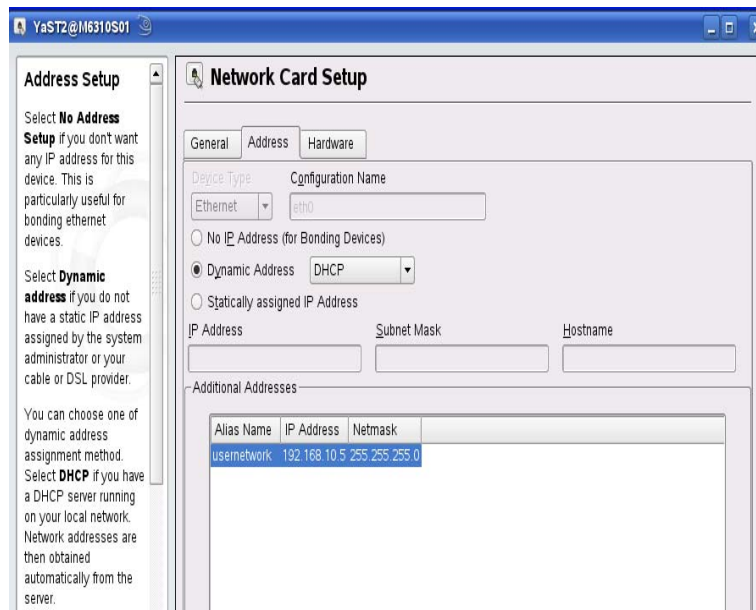 YaST2@M6310S01
Address Setup
Select No Address
Setup if you don't want
any IP address for this
device. This is
particularly useful for
bonding ethernet
devices.
Select Dynamic
address if you do not
have a static IP address
assigned by the system
administrator or your
cable or DSL provider.
You can choose one of
dynamic address
assignment method.
Select DHCP if you have
a DHCP server running
on your local network.
Network addresses are
then obtained
automatically from the
server.
Network Card Setup
General Address Hardware
Device Type Configuration Name
Ethernet eth0
No IP Address (for Bonding Devices)
Dynamic Address DHCP
Statically assigned IP Address
IP Address Subnet Mask Hostname
Additional Addresses
Alias Name IP Address Netmask
usernetwork 192.168.10.5 255.255.255.0